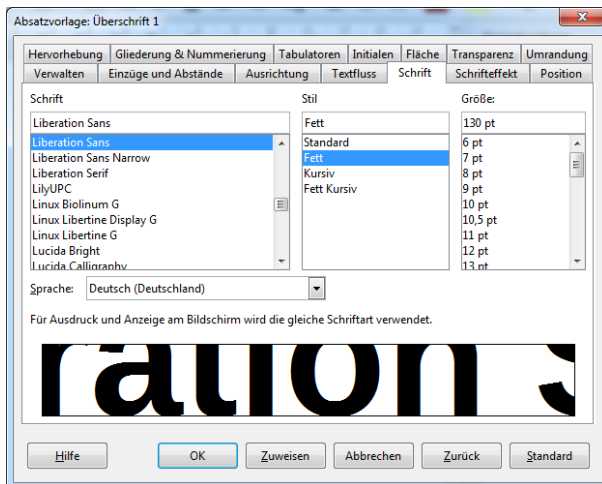 Absatzvorlage: Überschrift 1
Hervorhebung Gliederung & Nummerierung Tabulatoren Initialen Fläche Transparenz Umrandung
Verwalten Einzüge und Abstände Ausrichtung Textfluss Schrift Schrifteffekt Position
Schrift Stil Größe:
Liberation Sans Fett 130 pt
Liberation Sans Standard 6 pt
Liberation Sans Narrow Fett 7 pt
Liberation Serif Kursiv 8 pt
LilyUPC Fett Kursiv 9 pt
Linux Biolinum G 10 pt
Linux Libertine Display G 10,5 pt
Linux Libertine G 11 pt
Lucida Bright 12 pt
Lucida Calligraphy 13 pt
Sprache: Deutsch (Deutschland)
Für Ausdruck und Anzeige am Bildschirm wird die gleiche Schriftart verwendet.
ration S
Hilfe OK Zuweisen Abbrechen Zurück Standard